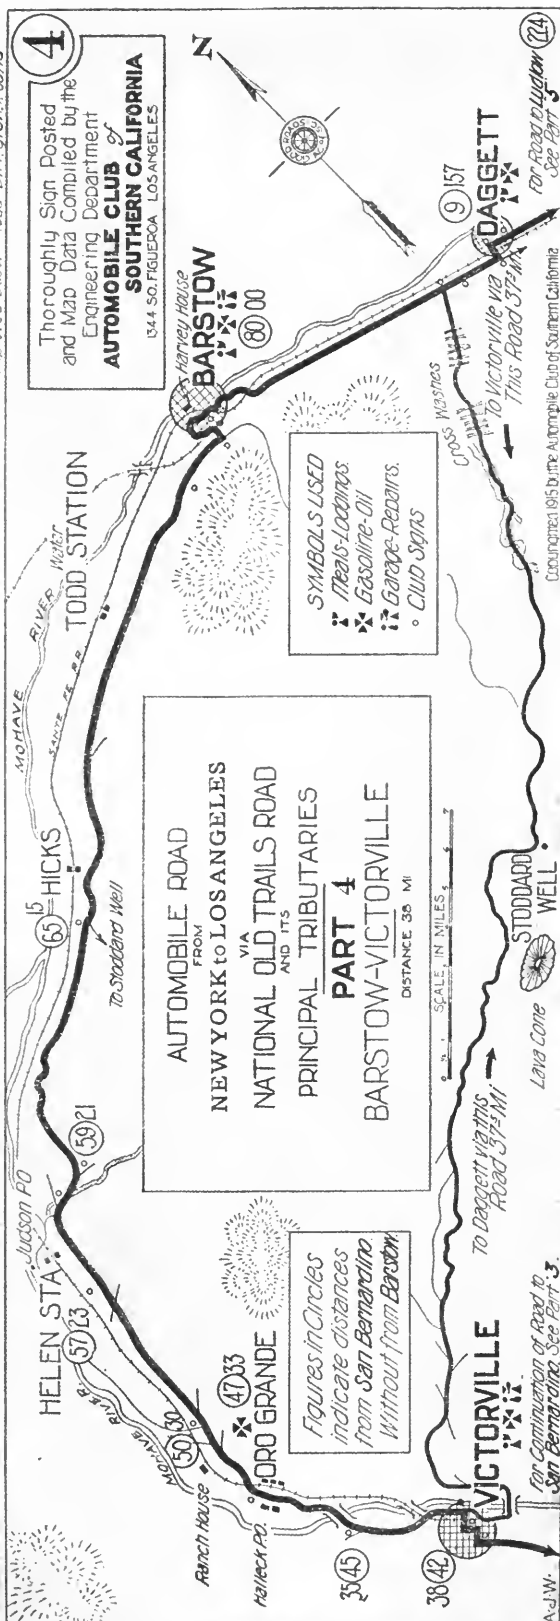 4
Thoroughly Sign Posted
and Map Data Compiled by the
Engineering Department
AUTOMOBILE CLUB of
SOUTHERN CALIFORNIA
1344 SO. FIGUEROA LOS ANGELES
N
TODD STATION
Harvey House
BARSTOW
80 00
9 157
DAGGETT
For Road to Ludlow 224
See Part 5
MOHAVE RIVER
Water
SANTE FE RR
65 15
HICKS
To Stoddard Well
SYMBOLS USED
Meals-Lodgings
Gasoline-Oil
Garage-Repairs.
Club Signs
Cross Washes
To Victorville via
This Road 37.5 Mi
AUTOMOBILE ROAD
FROM
NEW YORK to LOS ANGELES
VIA
NATIONAL OLD TRAILS ROAD
AND ITS
PRINCIPAL TRIBUTARIES
PART 4
BARSTOW-VICTORVILLE
DISTANCE 38 MI
SCALE, IN MILES
STODDARD
WELL
Lava Cone
Copyrighted 1915 by the Automobile Club of Southern California
Judson PO
HELEN STA
57 23
59 21
MOHAVE RIVER
50 30
47 33
Ranch House
Halleck P.O.
ORO GRANDE
Figures in Circles
indicate distances
from San Bernardino
Without from Barstow.
To Daggett via this
Road 37.5 Mi
35 45
38 42
VICTORVILLE
For Continuation of Road to
San Bernardino, See Part 3.